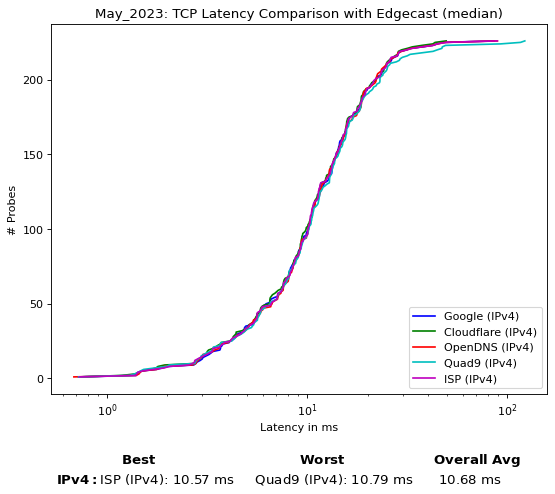 May_2023: TCP Latency Comparison with Edgecast (median)
200
150
100
50
0
# Probes
10⁰
10¹
10²
Latency in ms
Google (IPv4)
Cloudflare (IPv4)
OpenDNS (IPv4)
Quad9 (IPv4)
ISP (IPv4)
Best Worst Overall Avg
IPv4: ISP (IPv4): 10.57 ms Quad9 (IPv4): 10.79 ms 10.68 ms